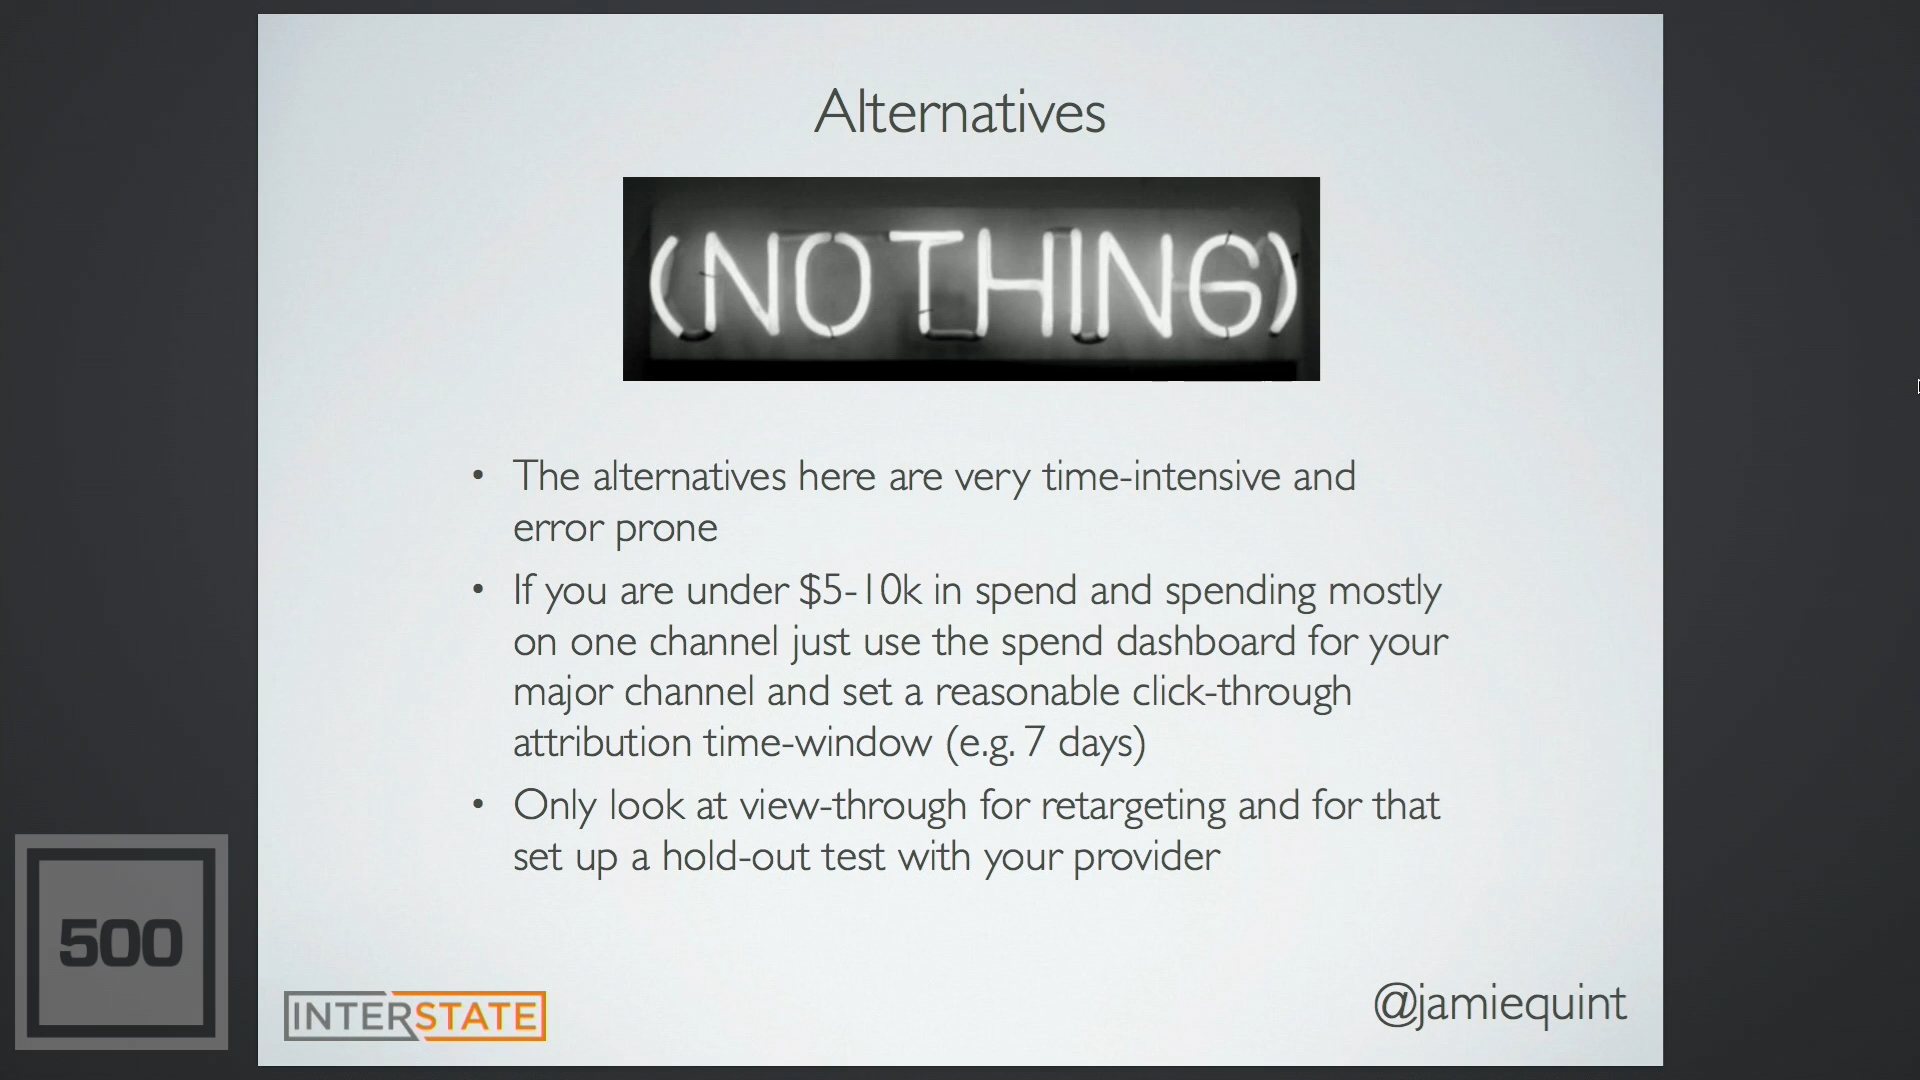 Alternatives
(NOTHING)
• The alternatives here are very time-intensive and
error prone
• If you are under $5-10k in spend and spending mostly
on one channel just use the spend dashboard for your
major channel and set a reasonable click-through
attribution time-window (e.g. 7 days)
• Only look at view-through for retargeting and for that
set up a hold-out test with your provider
500
INTERSTATE
@jamiequint